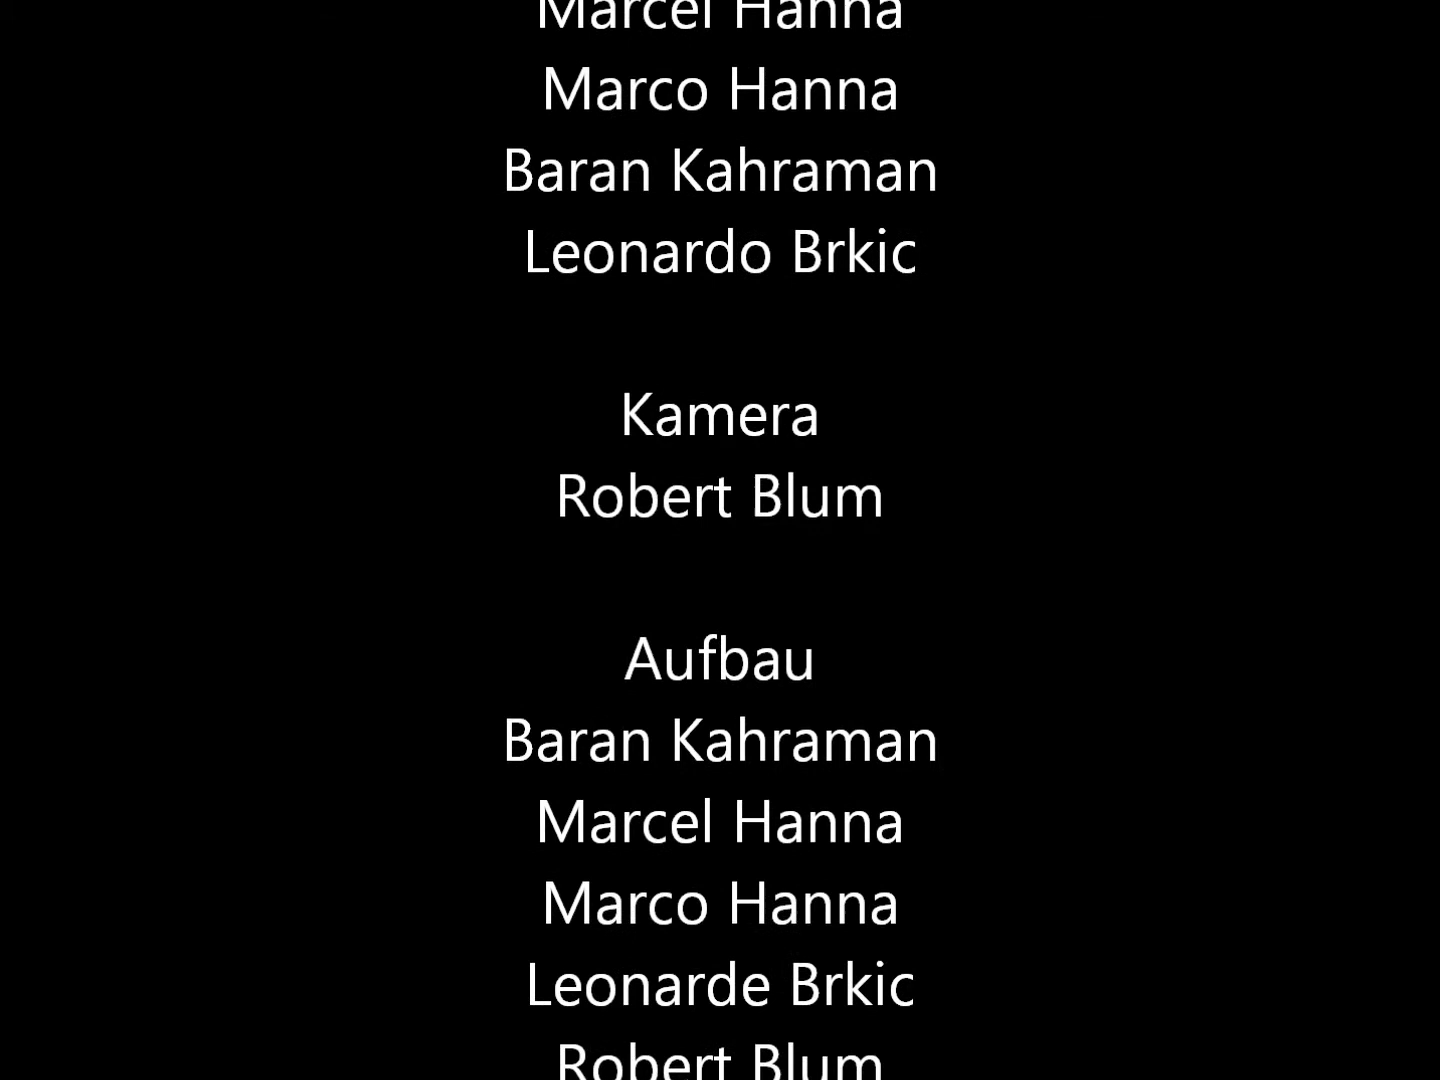 Marcel Hanna
Marco Hanna
Baran Kahraman
Leonardo Brkic
Kamera
Robert Blum
Aufbau
Baran Kahraman
Marcel Hanna
Marco Hanna
Leonarde Brkic
Robert Blum